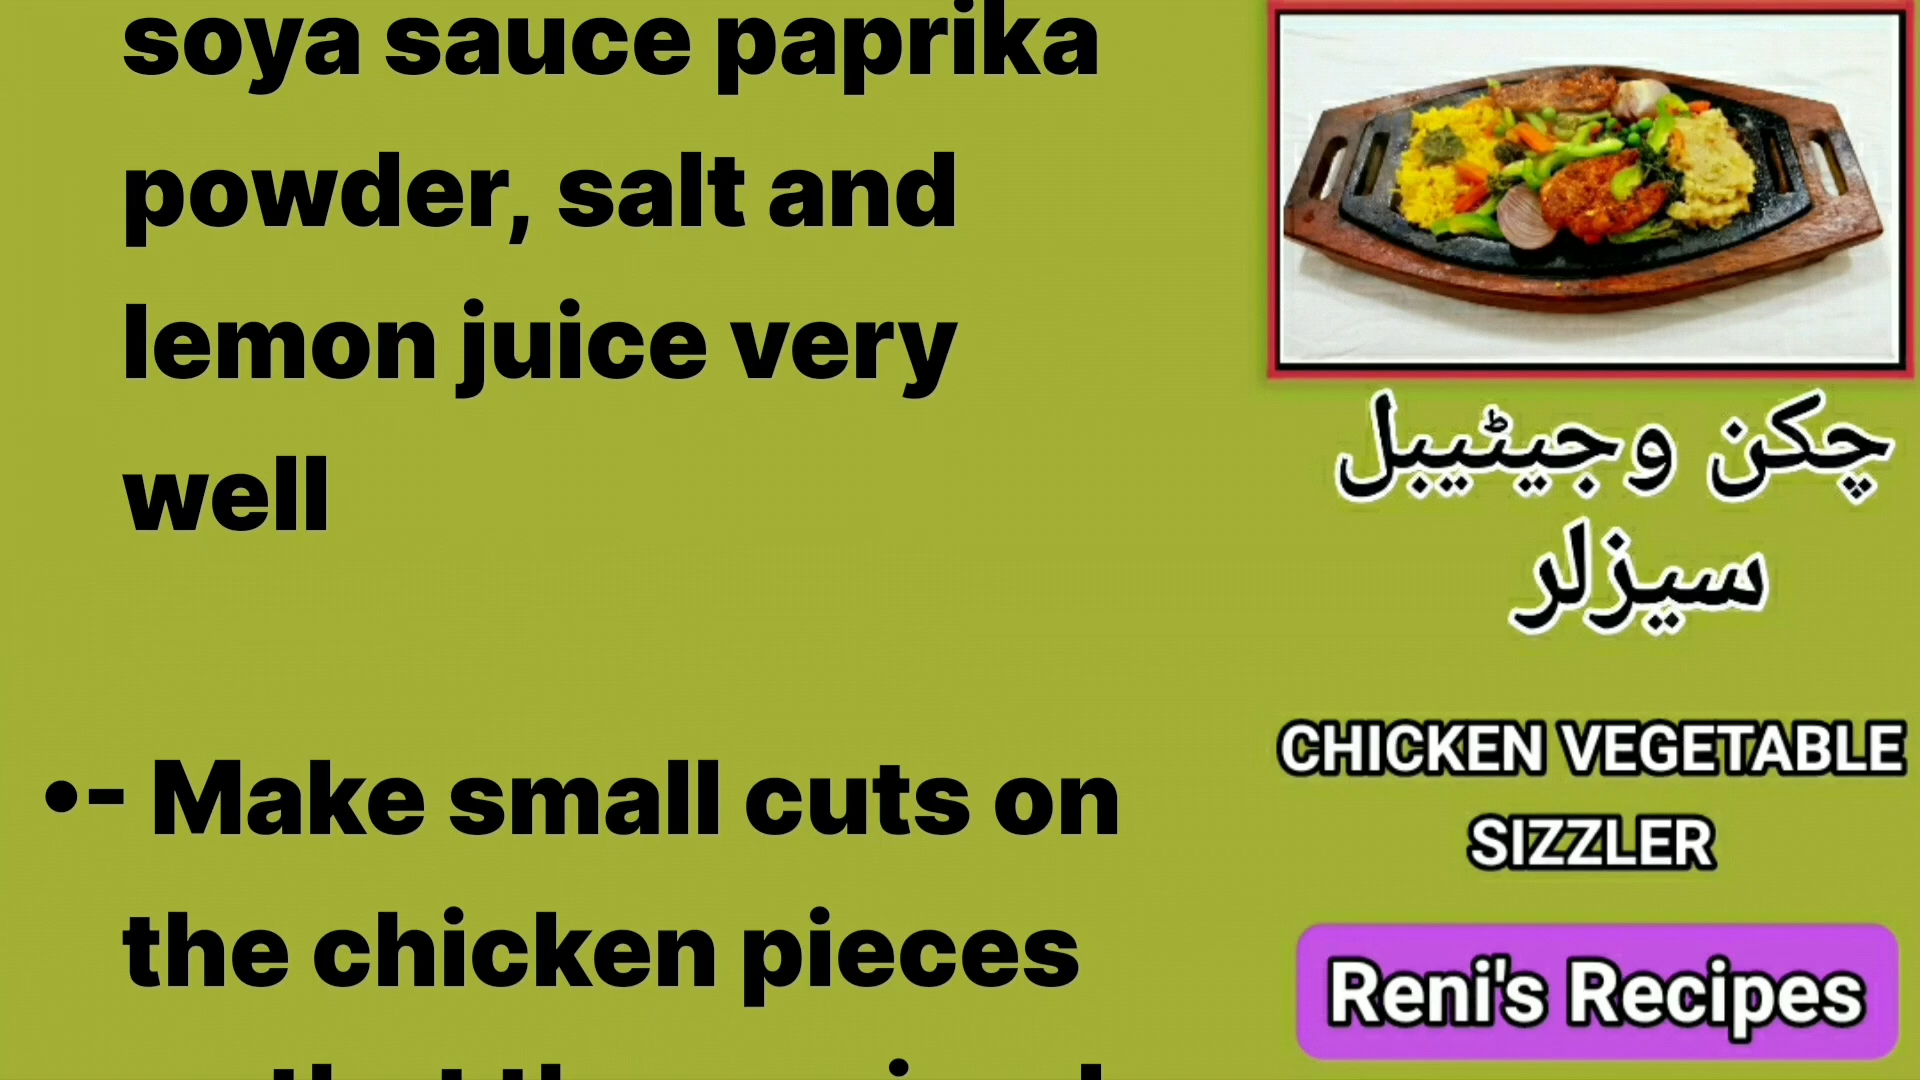 soya sauce paprika
powder, salt and
lemon juice very
well
•- Make small cuts on
the chicken pieces
چکن وجیٹیبل
سیزلر
CHICKEN VEGETABLE
SIZZLER
Reni's Recipes